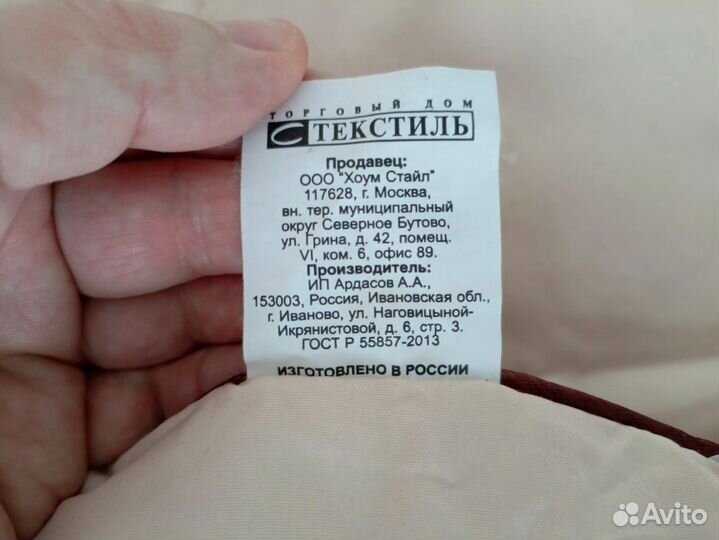 ТОРГОВЫЙ ДОМ
ТЕКСТИЛЬ
Продавец:
ООО "Хоум Стайл"
117628, г. Москва,
вн. тер. муниципальный
округ Северное Бутово,
ул. Грина, д. 42, помещ.
VI, ком. 6, офис 89.
Производитель:
ИП Ардасов А.А.,
153003, Россия, Ивановская обл.,
г. Иваново, ул. Наговицыной-
Икрянистовой, д. 6, стр. 3.
ГОСТ Р 55857-2013
ИЗГОТОВЛЕНО В РОССИИ
Avito